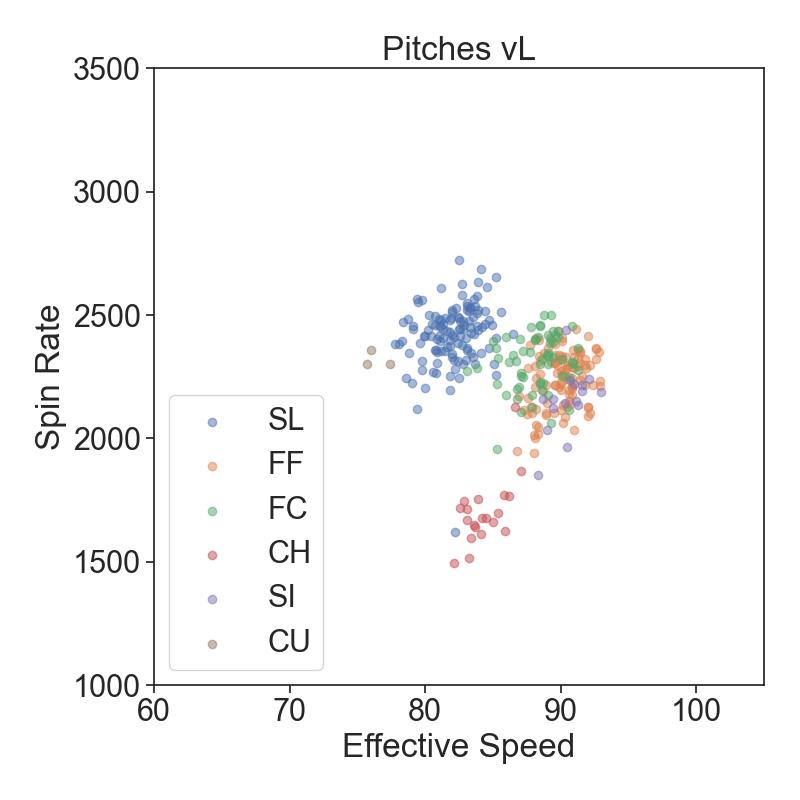 Pitches vL
Spin Rate
3500
3000
2500
2000
1500
1000
SL
FF
FC
CH
SI
CU
60 70 80 90 100
Effective Speed